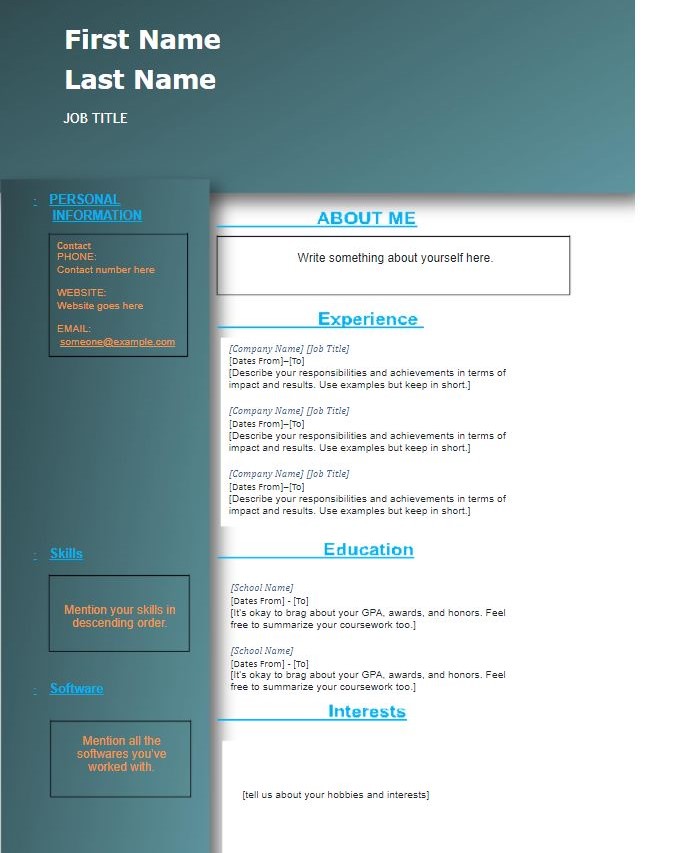 First Name
Last Name
JOB TITLE
PERSONAL
INFORMATION
Contact
PHONE:
Contact number here
WEBSITE:
Website goes here
EMAIL:
someone@example.com
Skills
Mention your skills in
descending order.
Software
Mention all the
softwares you've
worked with.
ABOUT ME
Write something about yourself here.
Experience
[Company Name] [Job Title]
[Dates From]–[To]
[Describe your responsibilities and achievements in terms of
impact and results. Use examples but keep in short.]
[Company Name] [Job Title]
[Dates From]–[To]
[Describe your responsibilities and achievements in terms of
impact and results. Use examples but keep in short.]
[Company Name] [Job Title]
[Dates From]–[To]
[Describe your responsibilities and achievements in terms of
impact and results. Use examples but keep in short.]
Education
[School Name]
[Dates From] - [To]
[It's okay to brag about your GPA, awards, and honors. Feel
free to summarize your coursework too.]
[School Name]
[Dates From] - [To]
[It's okay to brag about your GPA, awards, and honors. Feel
free to summarize your coursework too.]
Interests
[tell us about your hobbies and interests]